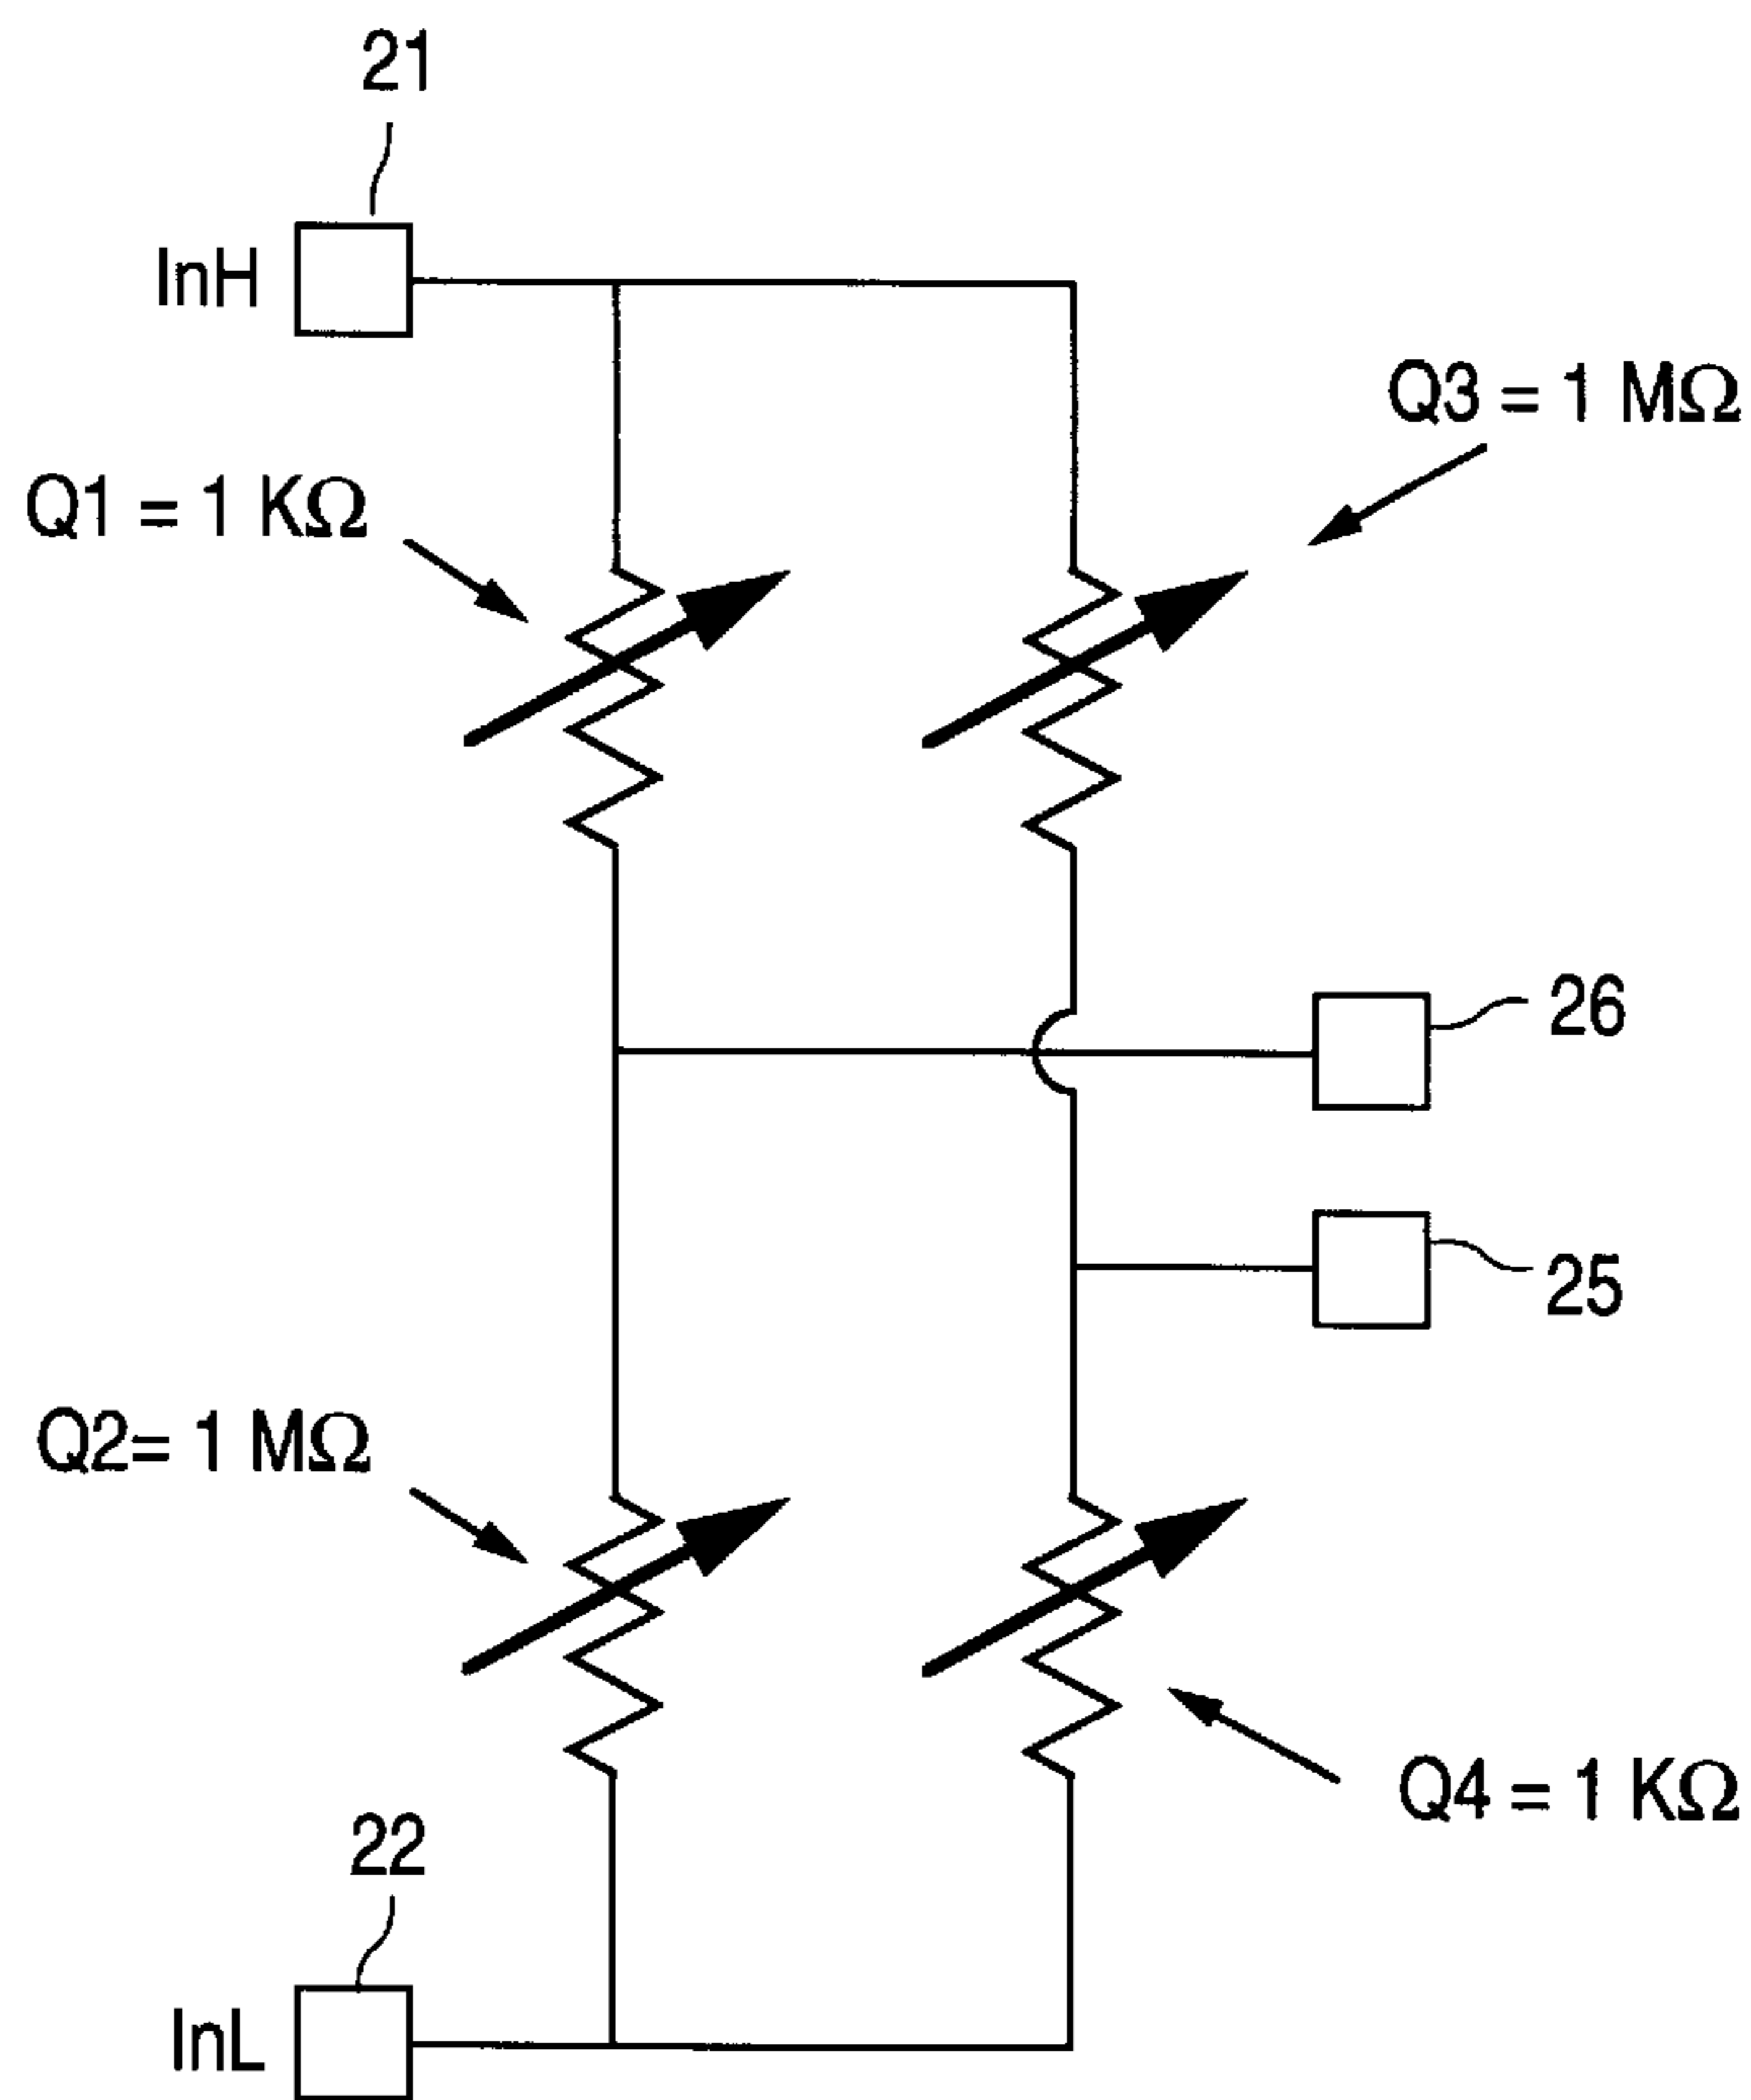 21
InH
Q3 = 1 MΩ
Q1 = 1 KΩ
26
25
Q2= 1 MΩ
Q4 = 1 KΩ
22
InL